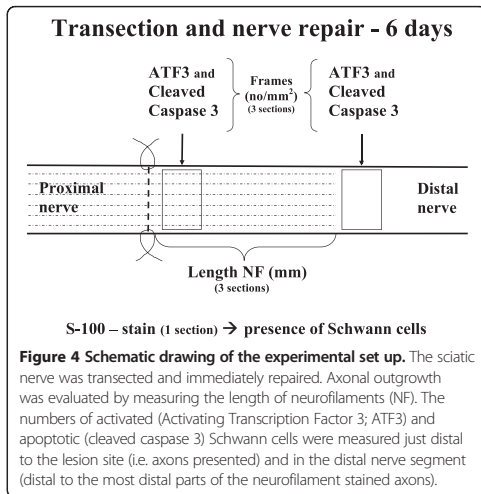 Transection and nerve repair - 6 days
ATF3 and
Cleaved
Caspase 3
Frames
(no/mm²)
(3 sections)
ATF3 and
Cleaved
Caspase 3
Proximal
nerve
Distal
nerve
Length NF (mm)
(3 sections)
S-100 – stain (1 section) → presence of Schwann cells
Figure 4 Schematic drawing of the experimental set up. The sciatic
nerve was transected and immediately repaired. Axonal outgrowth
was evaluated by measuring the length of neurofilaments (NF). The
numbers of activated (Activating Transcription Factor 3; ATF3) and
apoptotic (cleaved caspase 3) Schwann cells were measured just distal
to the lesion site (i.e. axons presented) and in the distal nerve segment
(distal to the most distal parts of the neurofilament stained axons).